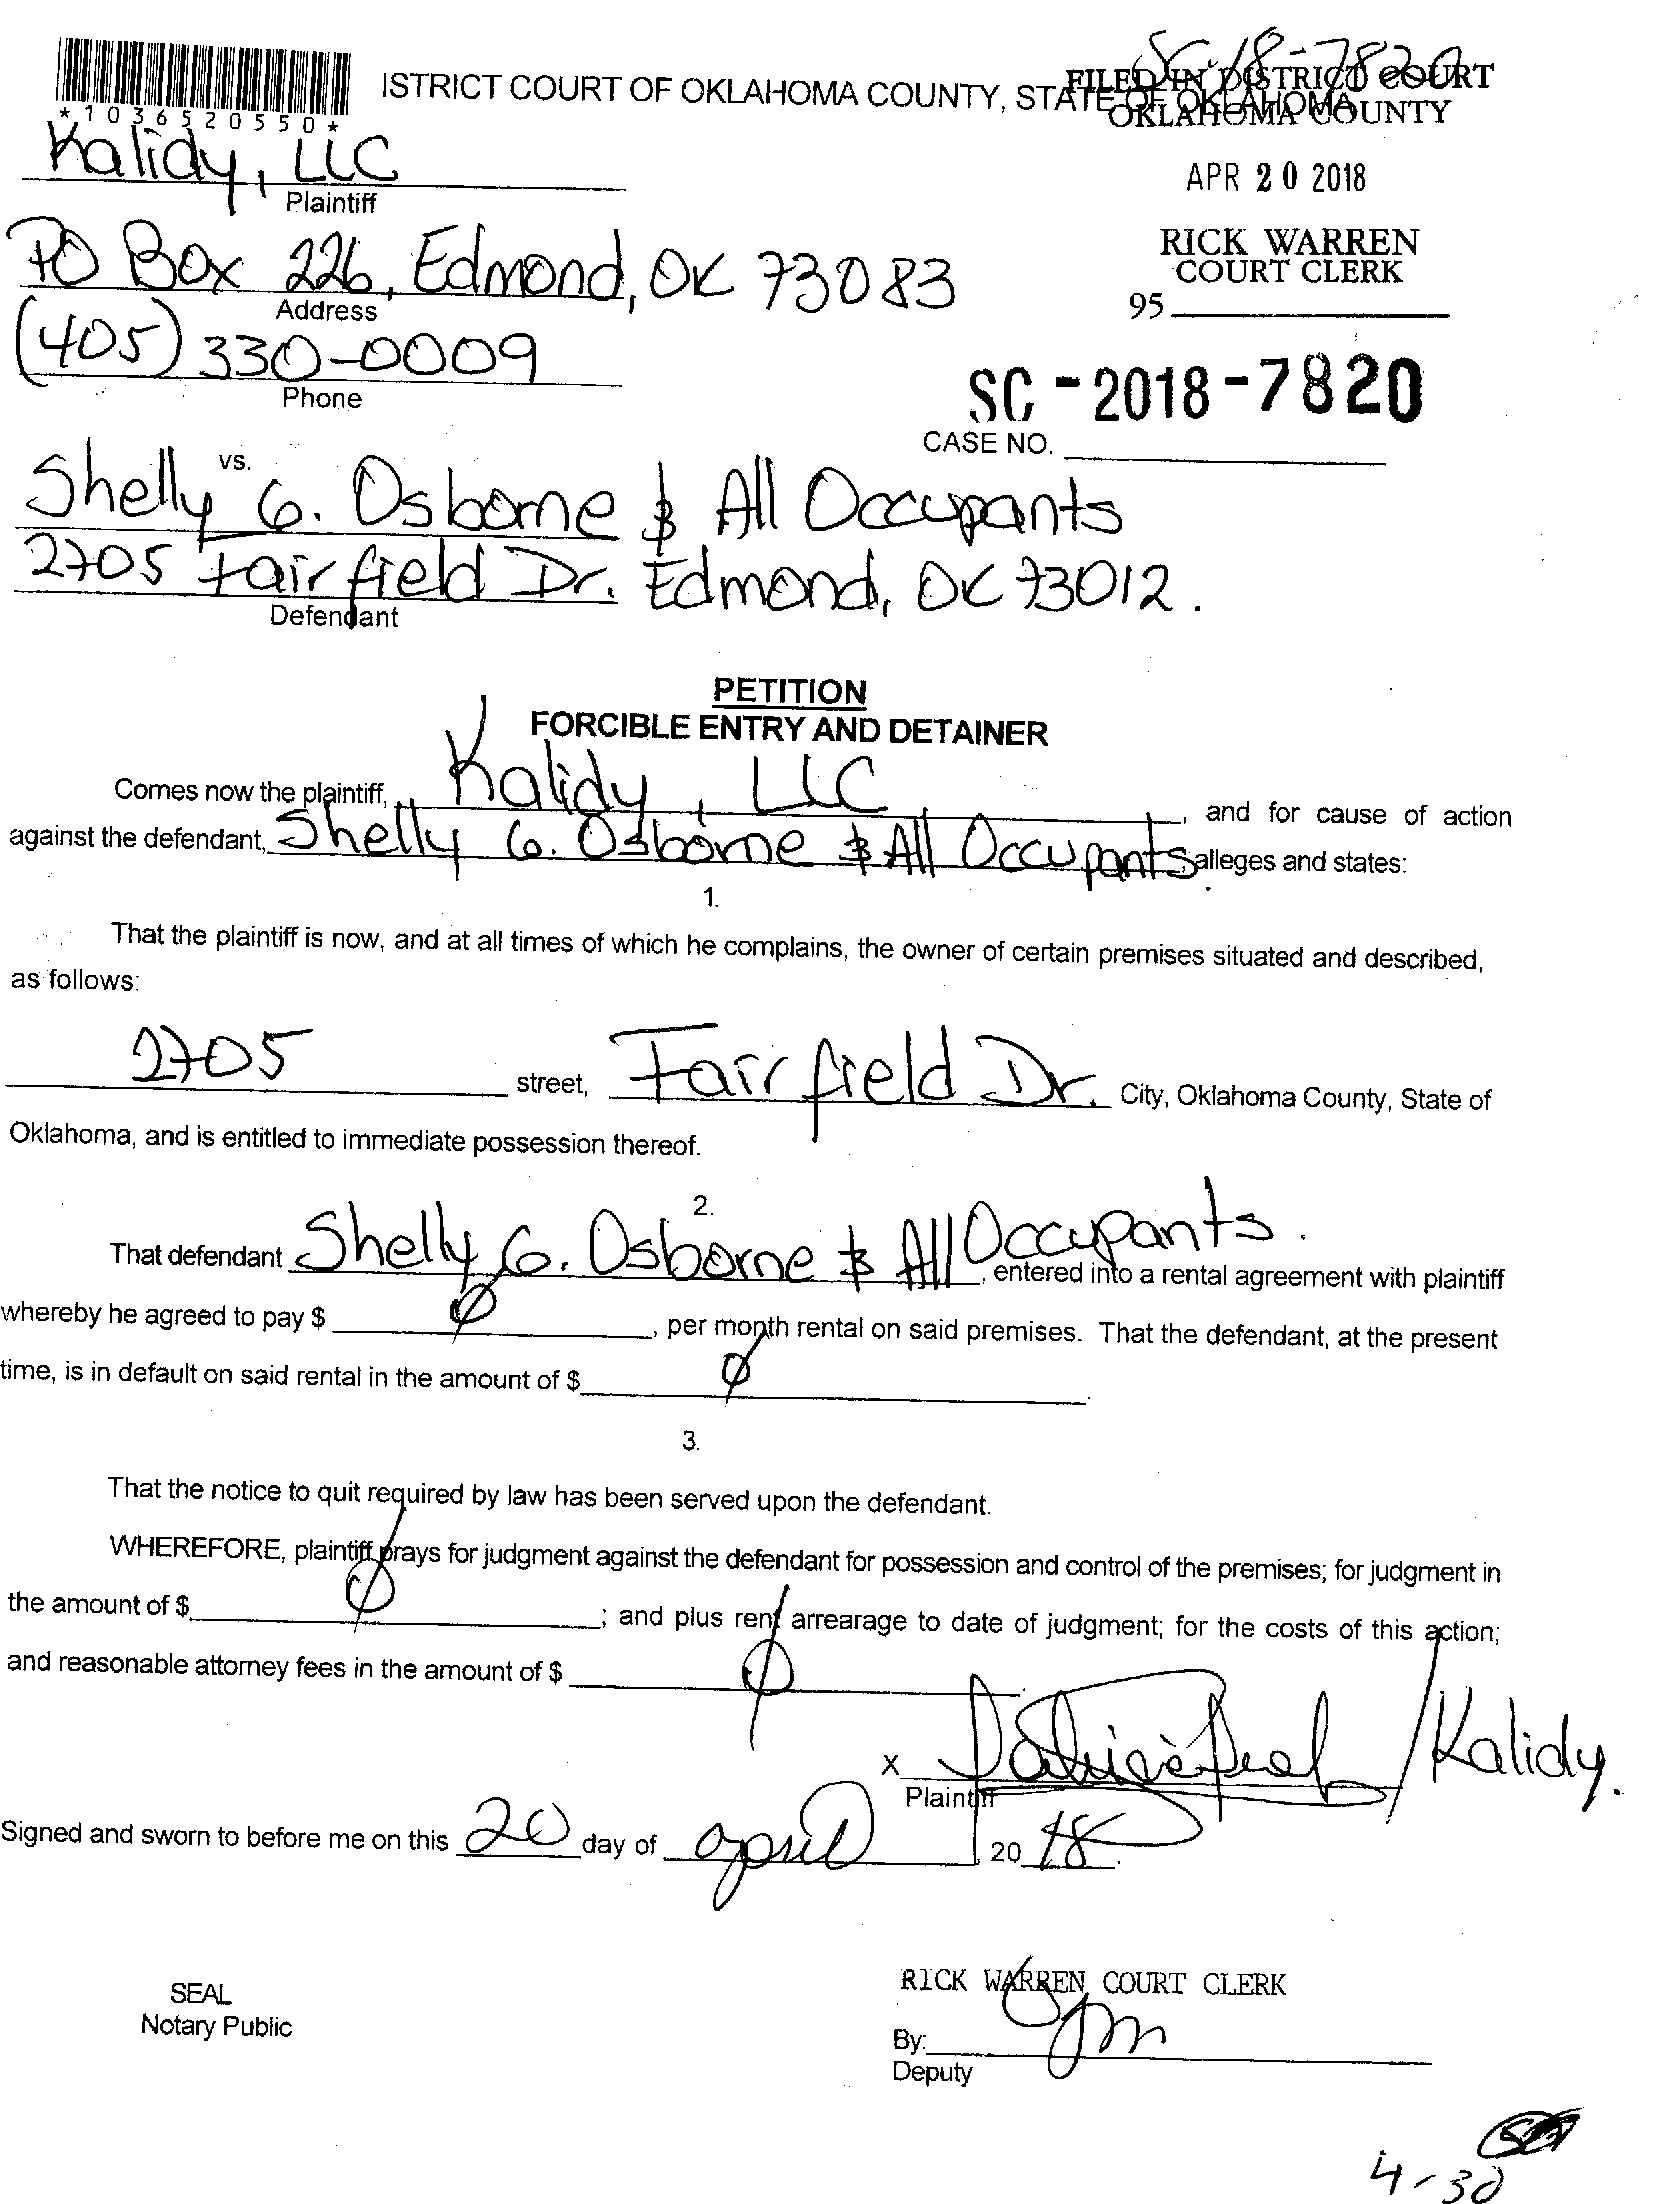 SC-18-7820
ISTRICT COURT OF OKLAHOMA COUNTY, STATE OF OKLAHOMA
FILED IN DISTRICT COURT
OKLAHOMA COUNTY
*1036520550*
Kalidy, LLC
Plaintiff
APR 20 2018
PO Box 226, Edmond, OK 73083
Address
RICK WARREN
COURT CLERK
95
(405) 330-0009
Phone
SC-2018-7820
CASE NO.
vs.
Shelly G. Osborne & All Occupants
2705 Fairfield Dr. Edmond, OK 73012.
Defendant
PETITION
FORCIBLE ENTRY AND DETAINER
Comes now the plaintiff, Kalidy, LLC, and for cause of action
against the defendant, Shelly G. Osborne & All Occupants, alleges and states:
1.
That the plaintiff is now, and at all times of which he complains, the owner of certain premises situated and described,
as follows:
2705 street, Fairfield Dr. City, Oklahoma County, State of
Oklahoma, and is entitled to immediate possession thereof.
2.
That defendant Shelly G. Osborne & All Occupants. , entered into a rental agreement with plaintiff
whereby he agreed to pay $ Ø , per month rental on said premises. That the defendant, at the present
time, is in default on said rental in the amount of $ Ø
3.
That the notice to quit required by law has been served upon the defendant.
WHEREFORE, plaintiff prays for judgment against the defendant for possession and control of the premises; for judgment in
the amount of $ Ø ; and plus rent arrearage to date of judgment; for the costs of this action;
and reasonable attorney fees in the amount of $ Ø .
X / Kalidy.
Plaintiff
Signed and sworn to before me on this 20 day of april, 20 18.
SEAL
Notary Public
RICK WARREN COURT CLERK
By:
Deputy
4-30